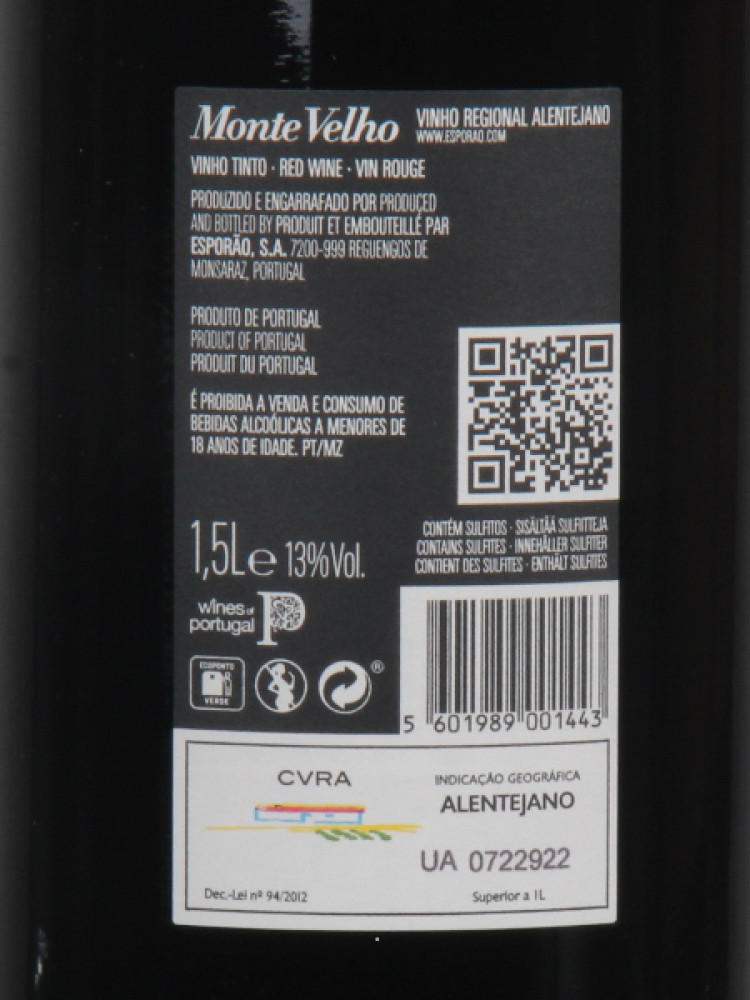 Monte Velho
VINHO REGIONAL ALENTEJANO
WWW.ESPORAO.COM
VINHO TINTO · RED WINE · VIN ROUGE
PRODUZIDO E ENGARRAFADO POR PRODUCED
AND BOTTLED BY PRODUIT ET EMBOUTEILLÉ PAR
ESPORÃO, S.A. 7200-999 REGUENGOS DE
MONSARAZ, PORTUGAL
PRODUTO DE PORTUGAL
PRODUCT OF PORTUGAL
PRODUIT DU PORTUGAL
É PROIBIDA A VENDA E CONSUMO DE
BEBIDAS ALCOÓLICAS A MENORES DE
18 ANOS DE IDADE. PT/MZ
CONTÉM SULFITOS · SISÄLTÄÄ SULFIITTEJA
CONTAINS SULFITES · INNEHÅLLER SULFITER
CONTIENT DES SULFITES · ENTHÄLT SULFITE
1,5L e 13%Vol.
wines of
portugal P
ECOPONTO
VERDE
®
5 601989 001443
CVRA
INDICAÇÃO GEOGRÁFICA
ALENTEJANO
UA 0722922
Dec.-Lei nº 94/2012
Superior a 1L